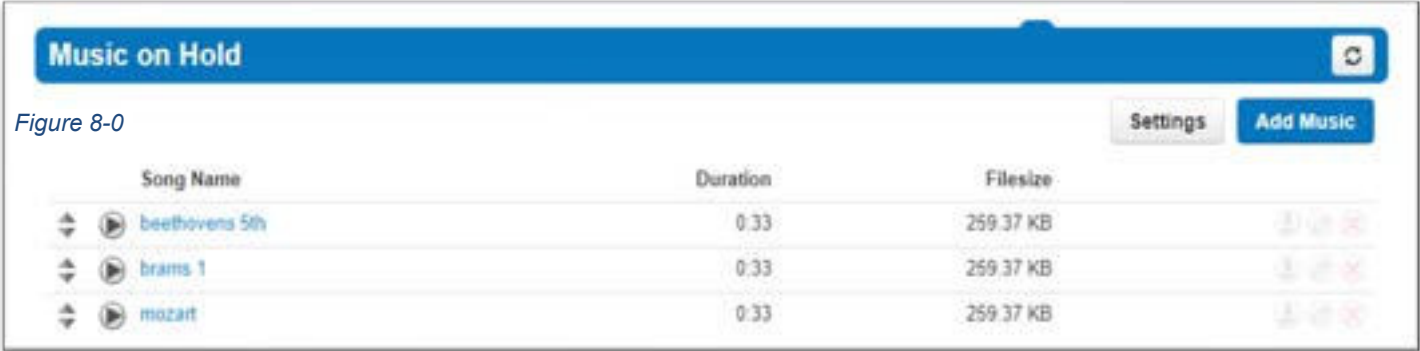 Music on Hold
Figure 8-0
Settings Add Music
Song Name Duration Filesize
beethovens 5th 0:33 259.37 KB
brams 1 0:33 259.37 KB
mozart 0:33 259.37 KB